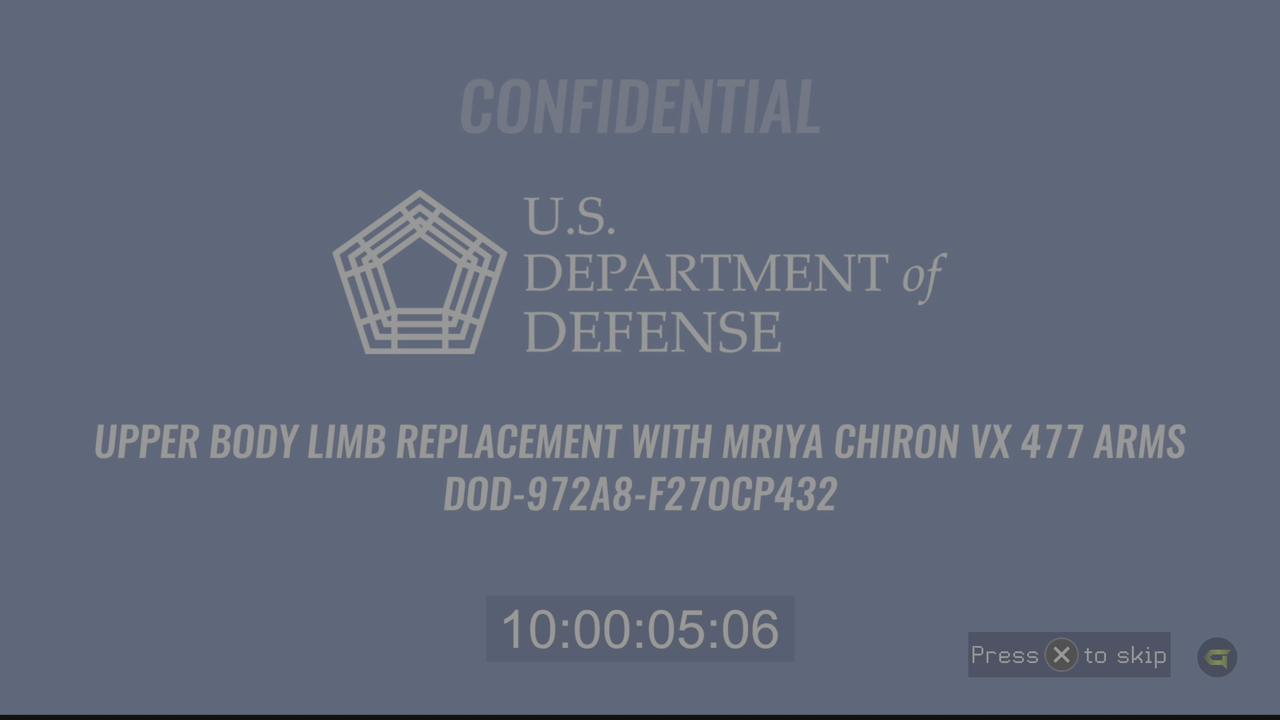 CONFIDENTIAL
U.S.
DEPARTMENT of
DEFENSE
UPPER BODY LIMB REPLACEMENT WITH MRIYA CHIRON VX 477 ARMS
DOD-972A8-F270CP432
10:00:05:06
Press X to skip